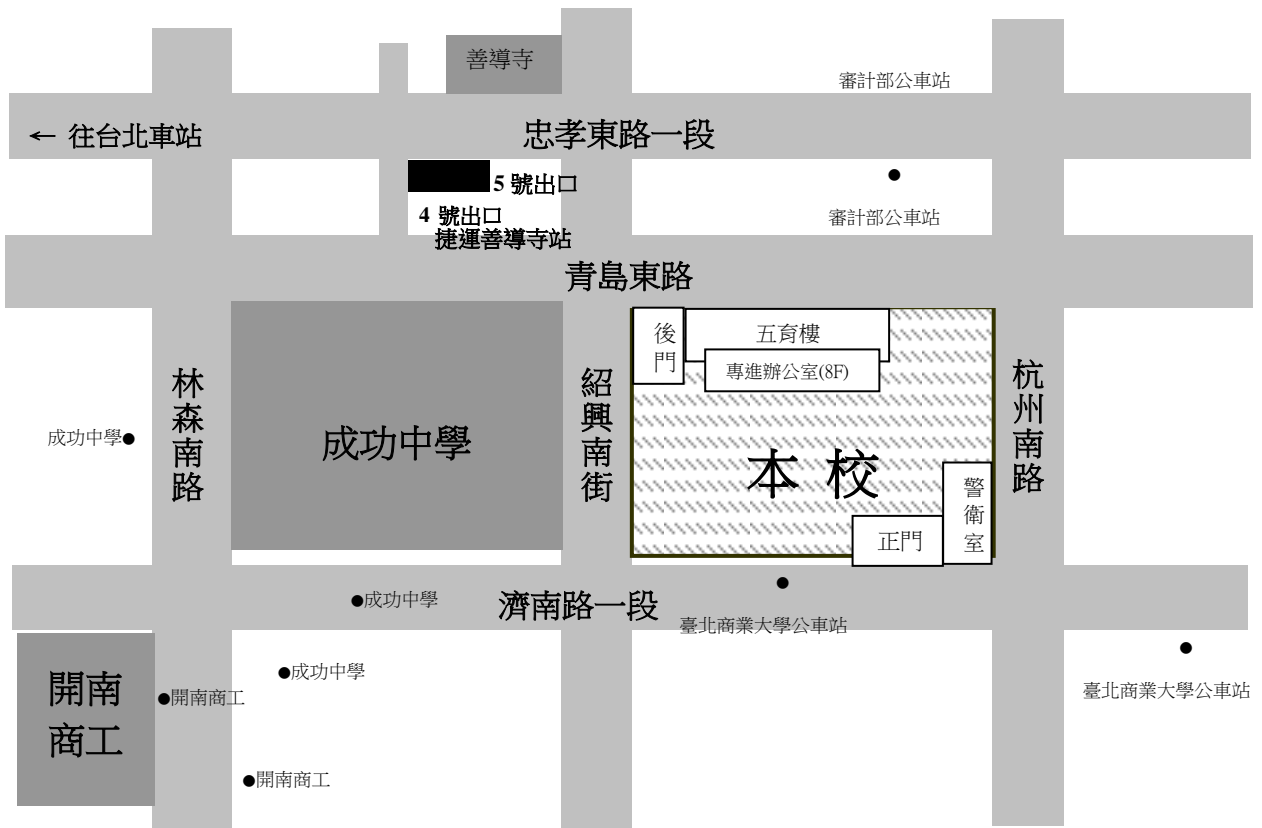 善導寺
審計部公車站
← 往台北車站
忠孝東路一段
5 號出口
4 號出口
捷運善導寺站
審計部公車站
青島東路
後門
五育樓
專進辦公室(8F)
林森南路
成功中學●
成功中學
紹興南街
本 校
杭州南路
警衛室
正門
●成功中學
濟南路一段
臺北商業大學公車站
●成功中學
開南
商工
●開南商工
臺北商業大學公車站
●開南商工